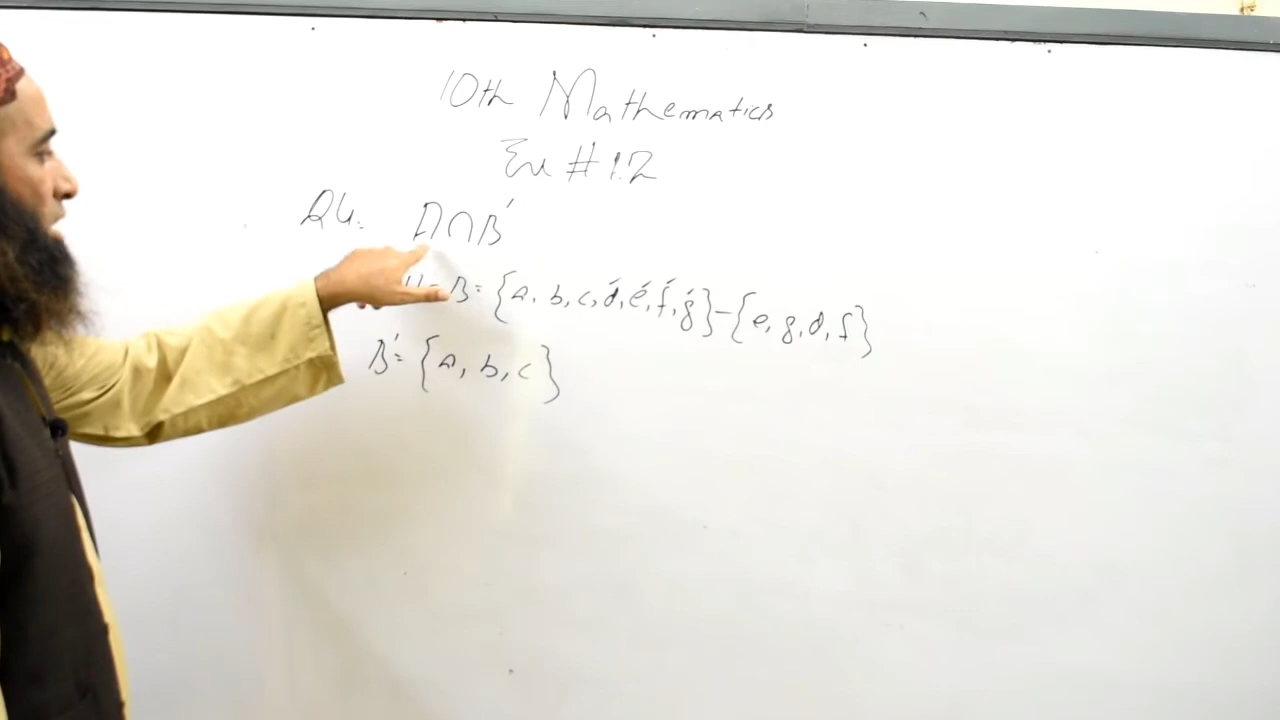 10th Mathematics
Ex # 1.2
Q4. A∩B'
U-B={a, b, c, d, e, f, g}-{e, g, d, f}
B'={a, b, c}